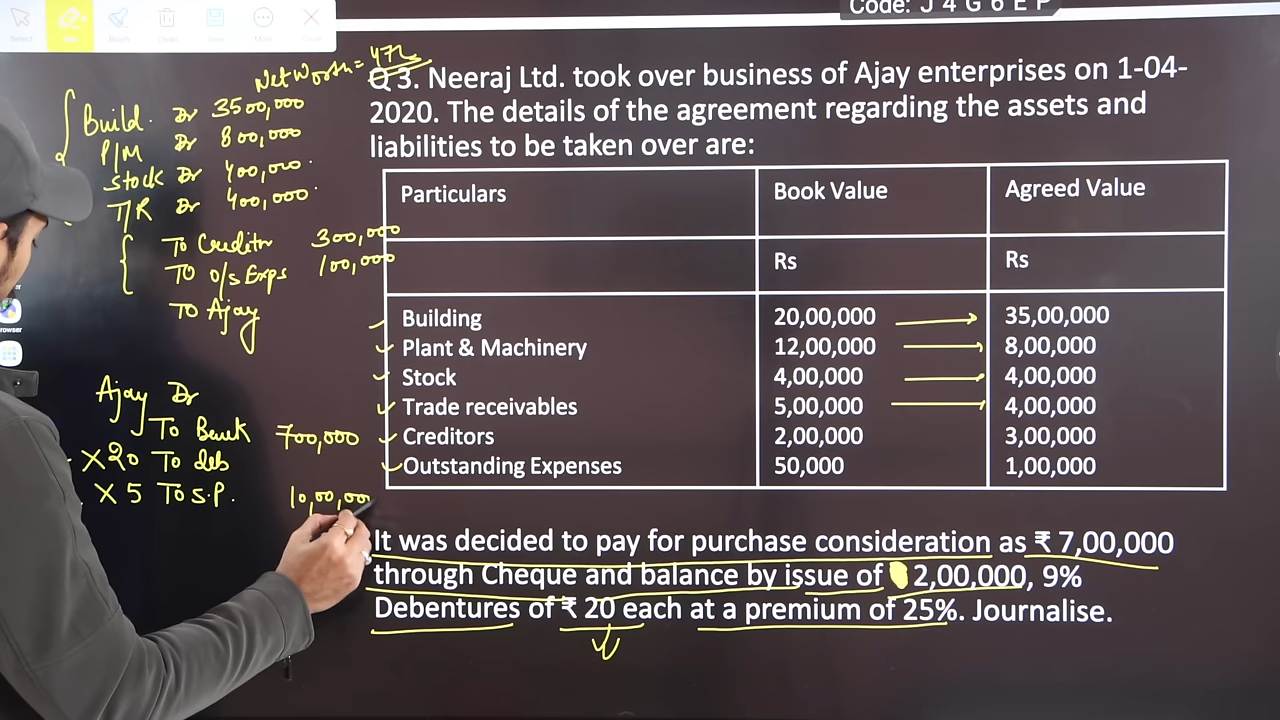 Code: J 4 G 6 E P
Select
More
Net Worth = 47L
Q 3. Neeraj Ltd. took over business of Ajay enterprises on 1-04-
2020. The details of the agreement regarding the assets and
liabilities to be taken over are:
Build. Dr 3500,000
P/M Dr 800,000
Stock Dr 400,000
T/R Dr 400,000
To Creditor 300,000
To o/s Exps 100,000
To Ajay
Ajay Dr
To Bank 700,000
X20 To deb
X 5 To S.P. 10,00,000
Particulars Book Value Agreed Value
Rs Rs
Building 20,00,000 35,00,000
Plant & Machinery 12,00,000 8,00,000
Stock 4,00,000 4,00,000
Trade receivables 5,00,000 4,00,000
Creditors 2,00,000 3,00,000
Outstanding Expenses 50,000 1,00,000
It was decided to pay for purchase consideration as ₹ 7,00,000
through Cheque and balance by issue of 2,00,000, 9%
Debentures of ₹ 20 each at a premium of 25%. Journalise.
rowser